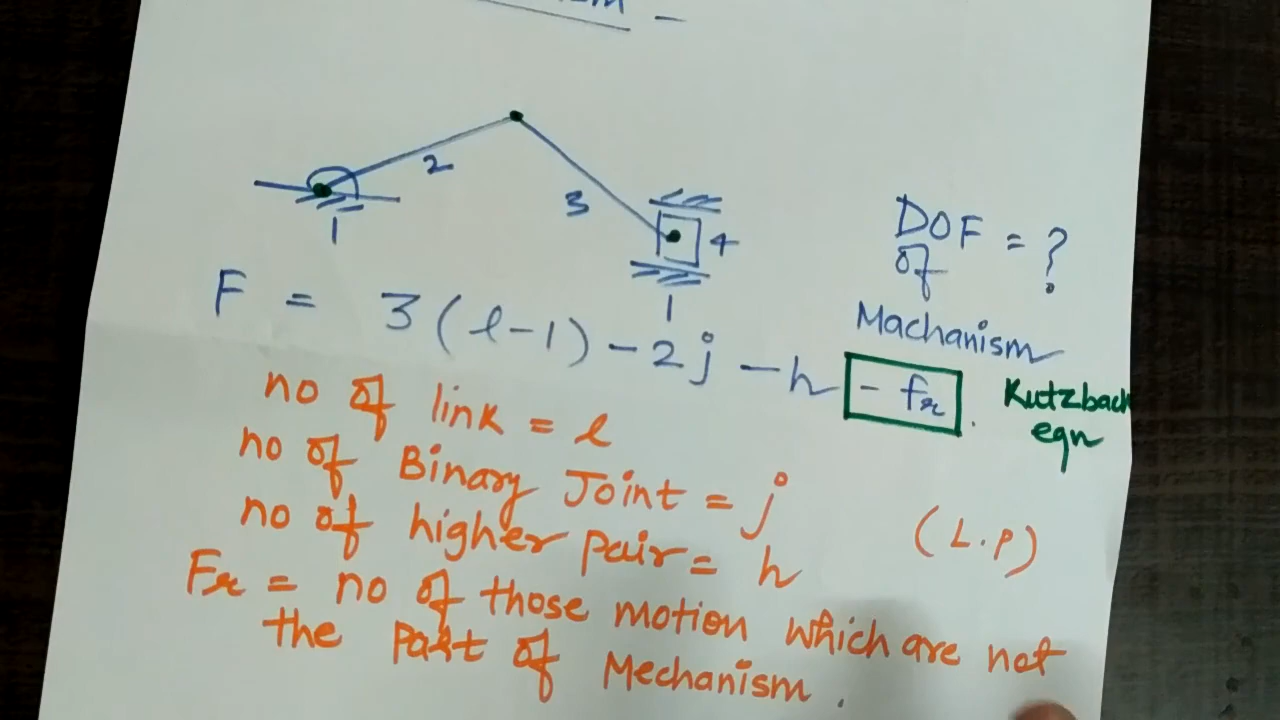 2
3
4
1
1
DOF = ?
of
Machanism
F = 3(l-1) - 2j - h - fr.
Kutzback
eqn
no of link = l
no of Binary Joint = j
(L.P)
no of higher pair = h
Fr = no of those motion which are not
the part of Mechanism.